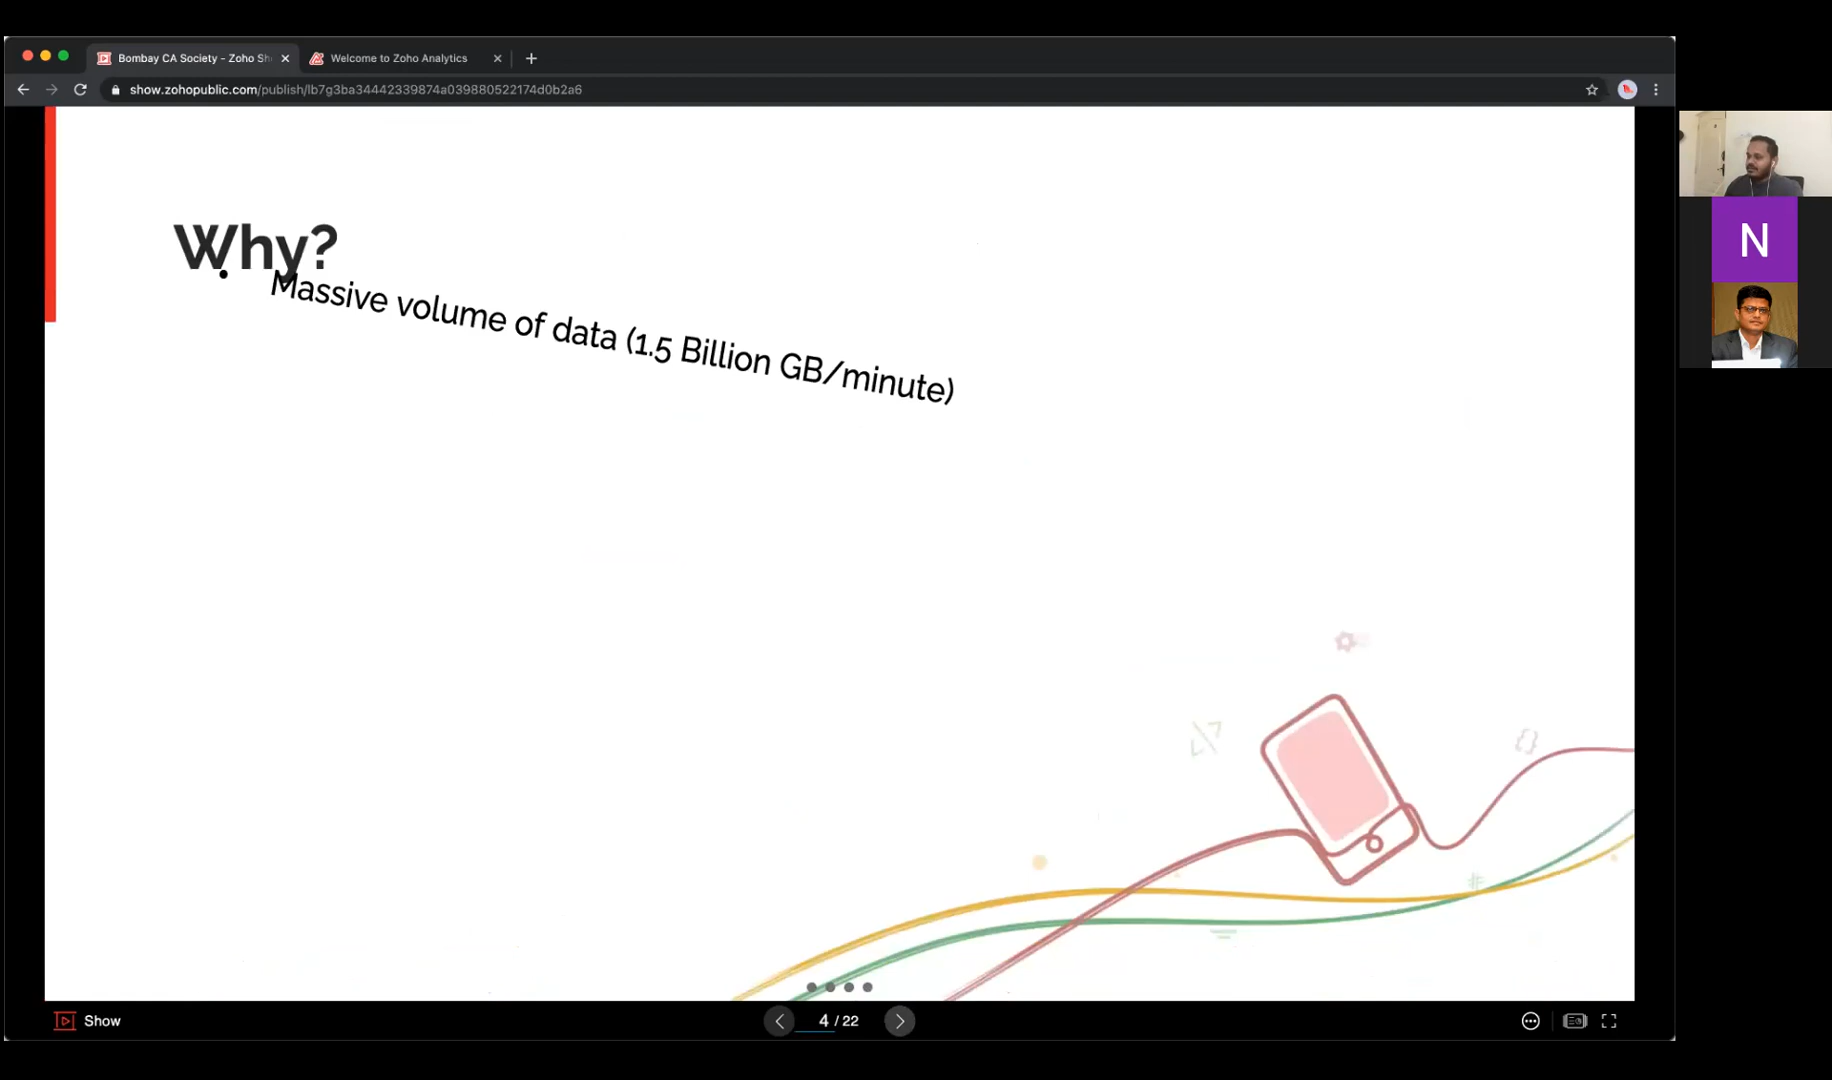 Bombay CA Society - Zoho Sh
Welcome to Zoho Analytics
show.zohopublic.com/publish/lb7g3ba34442339874a039880522174d0b2a6
Why?
• Massive volume of data (1.5 Billion GB/minute)
N
{}
#
Show
4 / 22